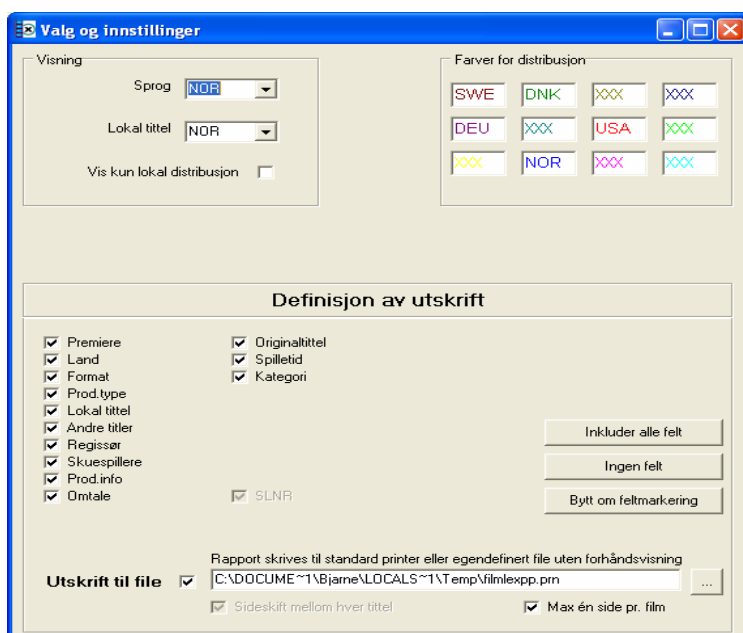 Valg og innstillinger
Visning
Sprog NOR
Lokal tittel NOR
Vis kun lokal distribusjon
Farver for distribusjon
SWE DNK XXX XXX
DEU XXX USA XXX
XXX NOR XXX XXX
Definisjon av utskrift
Premiere
Land
Format
Prod.type
Lokal tittel
Andre titler
Regissør
Skuespillere
Prod.info
Omtale
Originaltittel
Spilletid
Kategori
SLNR
Inkluder alle felt
Ingen felt
Bytt om feltmarkering
Rapport skrives til standard printer eller egendefinert file uten forhåndsvisning
Utskrift til file C:\DOCUME~1\Bjarne\LOCALS~1\Temp\filmlexpp.prn ...
Sideskift mellom hver tittel Max én side pr. film